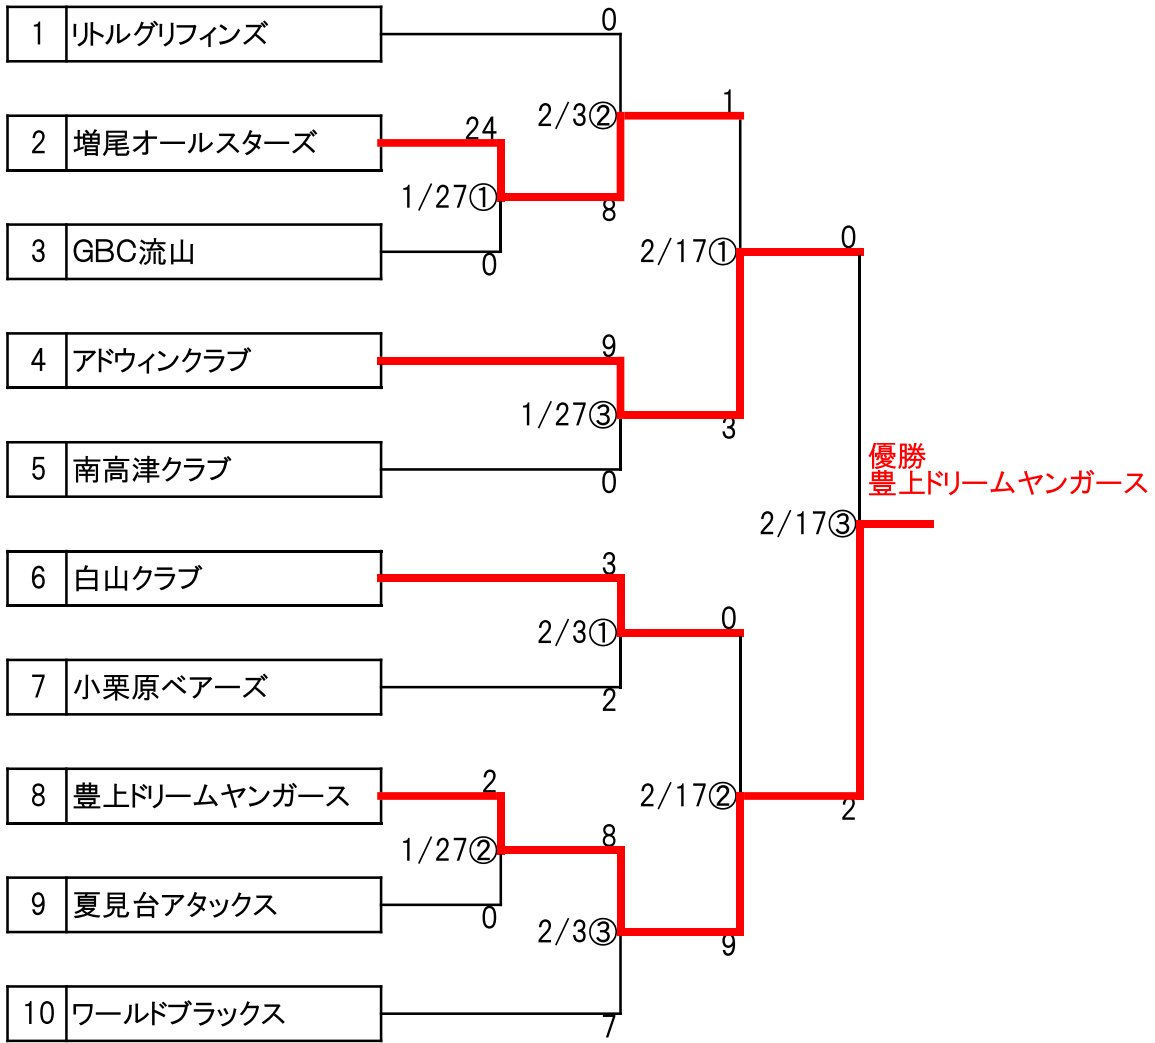 0
1 リトルグリフィンズ
2/3②
1
24
2 増尾オールスターズ
1/27①
8
3 GBC流山
0
2/17①
0
9
4 アドウィンクラブ
1/27③
3
5 南高津クラブ
0
優勝
豊上ドリームヤンガース
2/17③
3
6 白山クラブ
2/3①
0
7 小栗原ベアーズ
2
2
8 豊上ドリームヤンガース
2/17②
2
1/27②
8
9 夏見台アタックス
0
2/3③
9
10 ワールドブラックス
7